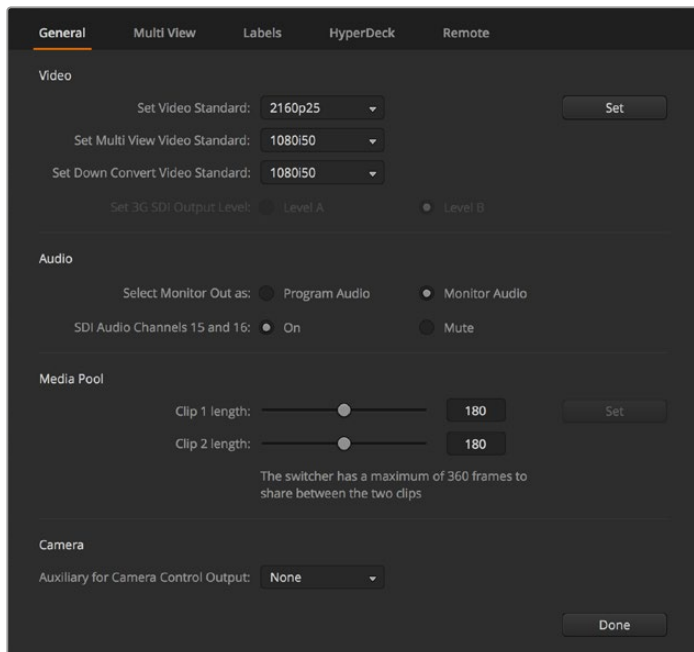 General Multi View Labels HyperDeck Remote
Video
Set Video Standard: 2160p25 Set
Set Multi View Video Standard: 1080i50
Set Down Convert Video Standard: 1080i50
Set 3G SDI Output Level: Level A Level B
Audio
Select Monitor Out as: Program Audio Monitor Audio
SDI Audio Channels 15 and 16: On Mute
Media Pool
Clip 1 length: 180 Set
Clip 2 length: 180
The switcher has a maximum of 360 frames to
share between the two clips
Camera
Auxiliary for Camera Control Output: None
Done